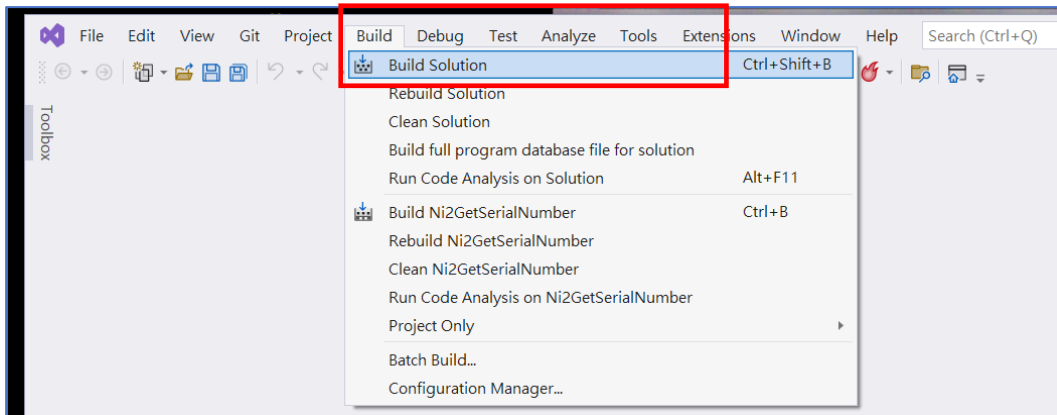 File Edit View Git Project Build Debug Test Analyze Tools Extensions Window Help Search (Ctrl+Q)
Toolbox
Build Solution Ctrl+Shift+B
Rebuild Solution
Clean Solution
Build full program database file for solution
Run Code Analysis on Solution Alt+F11
Build Ni2GetSerialNumber Ctrl+B
Rebuild Ni2GetSerialNumber
Clean Ni2GetSerialNumber
Run Code Analysis on Ni2GetSerialNumber
Project Only
Batch Build...
Configuration Manager...